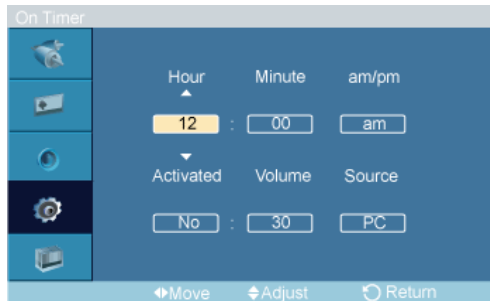 On Timer
Hour Minute am/pm
12 : 00 am
Activated Volume Source
No : 30 PC
Move Adjust Return